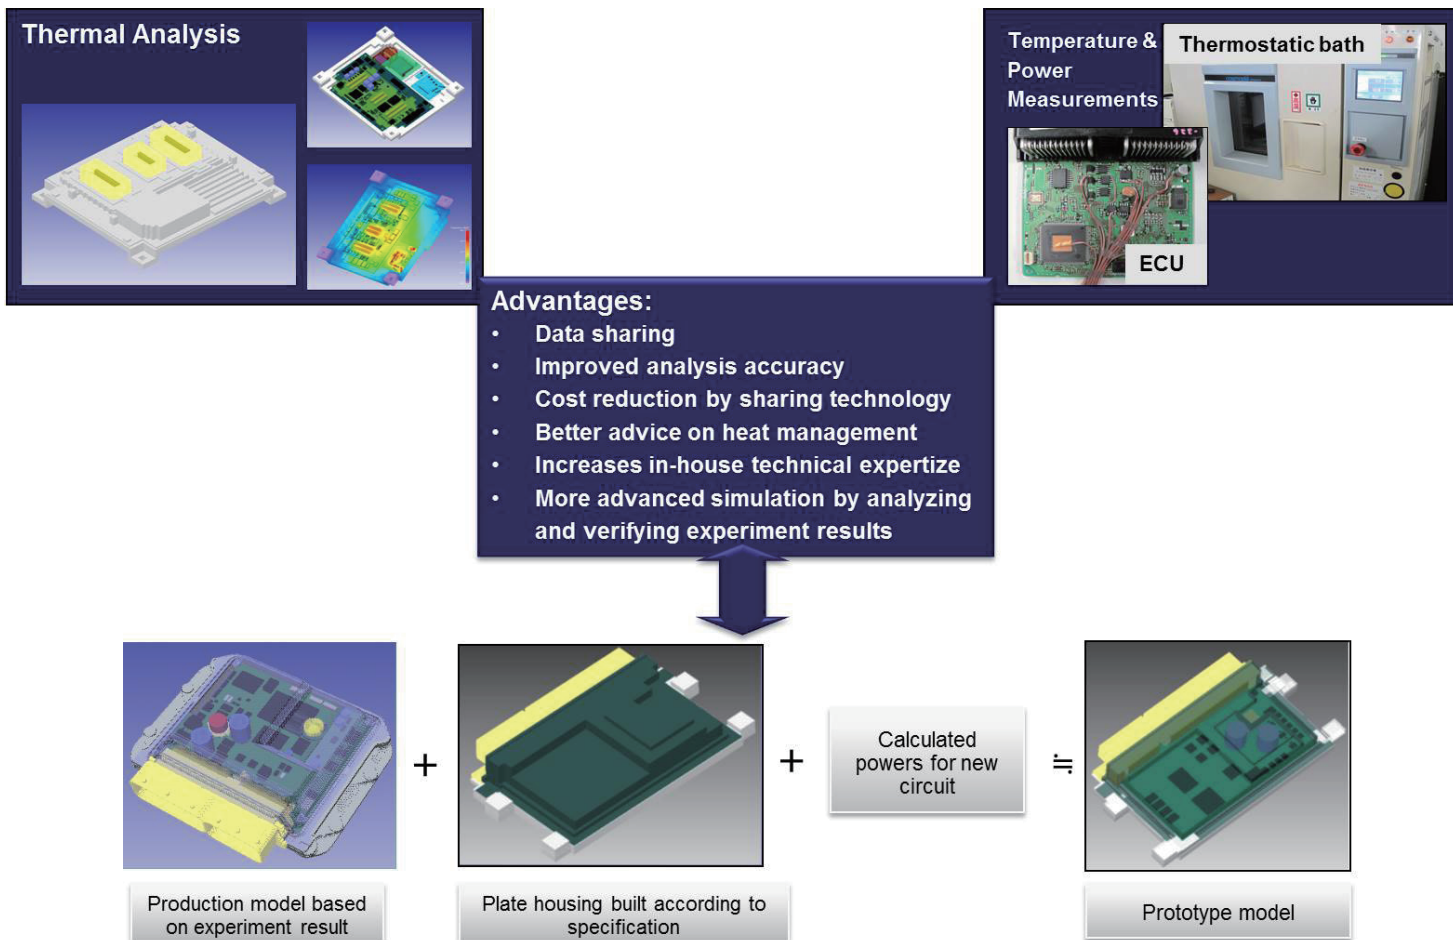 Thermal Analysis
Temperature &
Power
Measurements
Thermostatic bath
ECU
Advantages:
• Data sharing
• Improved analysis accuracy
• Cost reduction by sharing technology
• Better advice on heat management
• Increases in-house technical expertize
• More advanced simulation by analyzing
and verifying experiment results
+
+
Calculated
powers for new
circuit
≒
Production model based
on experiment result
Plate housing built according to
specification
Prototype model